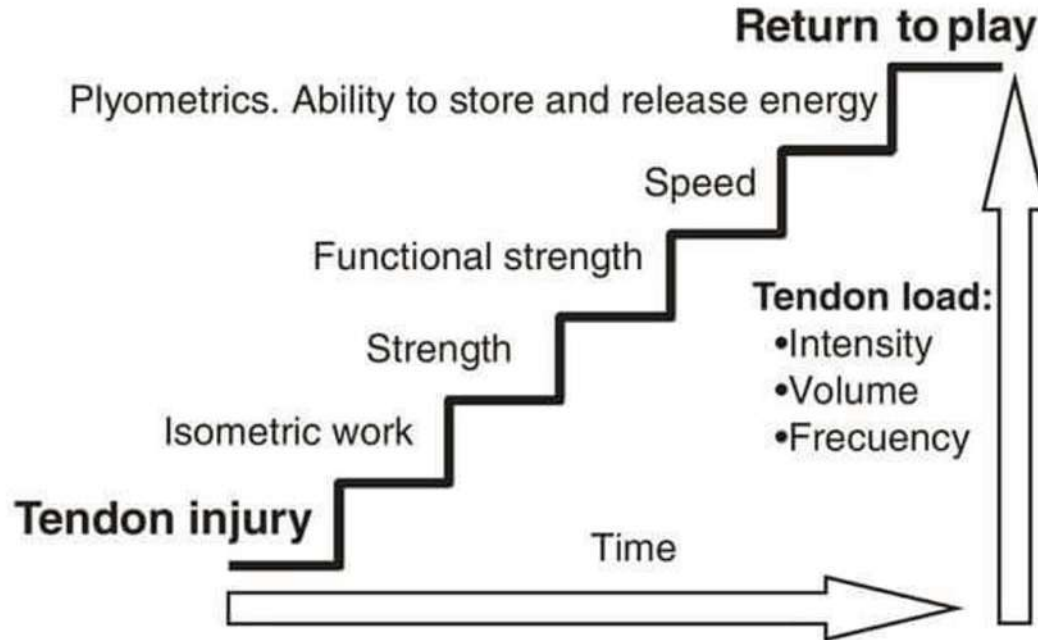 Return to play
Plyometrics. Ability to store and release energy
Speed
Functional strength
Tendon load:
•Intensity
Strength
•Volume
Isometric work
•Frecuency
Tendon injury
Time